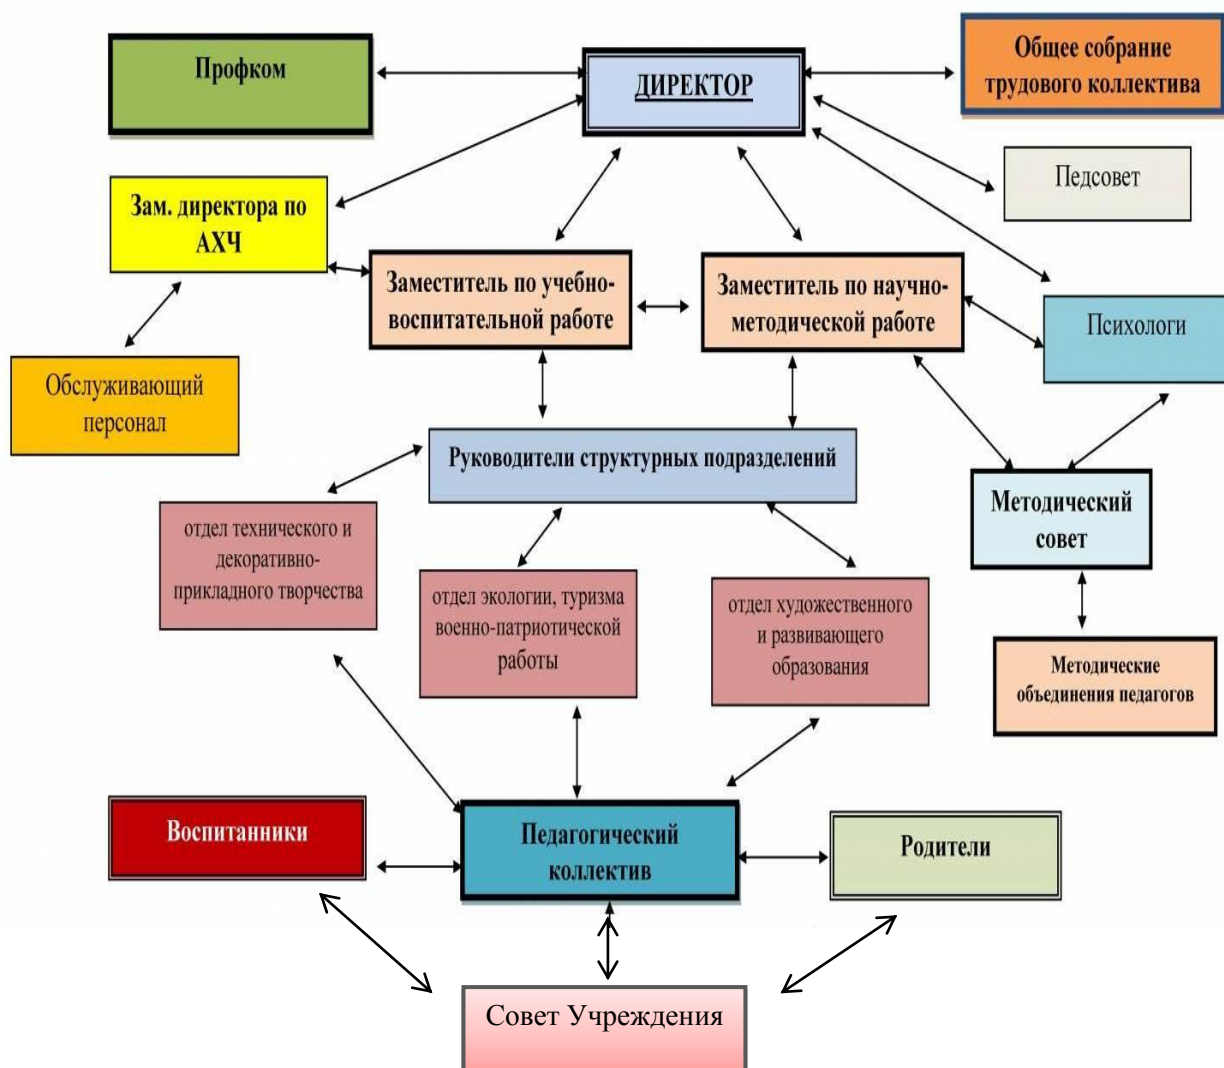 Профком
ДИРЕКТОР
Общее собрание
трудового коллектива
Педсовет
Зам. директора по
АХЧ
Заместитель по учебно-
воспитательной работе
Заместитель по научно-
методической работе
Психологи
Обслуживающий
персонал
Руководители структурных подразделений
Методический
совет
отдел технического и
декоративно-
прикладного творчества
отдел экологии, туризма
военно-патриотической
работы
отдел художественного
и развивающего
образования
Методические
объединения педагогов
Воспитанники
Педагогический
коллектив
Родители
Совет Учреждения